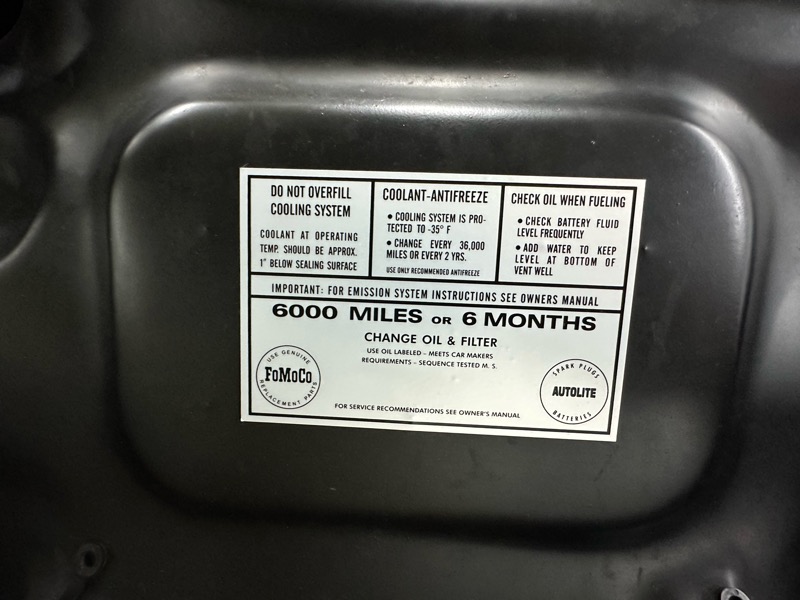 DO NOT OVERFILL
COOLING SYSTEM
COOLANT AT OPERATING
TEMP. SHOULD BE APPROX.
1" BELOW SEALING SURFACE
COOLANT-ANTIFREEZE
• COOLING SYSTEM IS PRO-
TECTED TO -35° F
• CHANGE EVERY 36,000
MILES OR EVERY 2 YRS.
USE ONLY RECOMMENDED ANTIFREEZE
CHECK OIL WHEN FUELING
• CHECK BATTERY FLUID
LEVEL FREQUENTLY
• ADD WATER TO KEEP
LEVEL AT BOTTOM OF
VENT WELL
IMPORTANT: FOR EMISSION SYSTEM INSTRUCTIONS SEE OWNERS MANUAL
6000 MILES OR 6 MONTHS
CHANGE OIL & FILTER
USE OIL LABELED – MEETS CAR MAKERS
REQUIREMENTS – SEQUENCE TESTED M. S.
USE GENUINE
FoMoCo
REPLACEMENT PARTS
SPARK PLUGS
AUTOLITE
BATTERIES
FOR SERVICE RECOMMENDATIONS SEE OWNER'S MANUAL